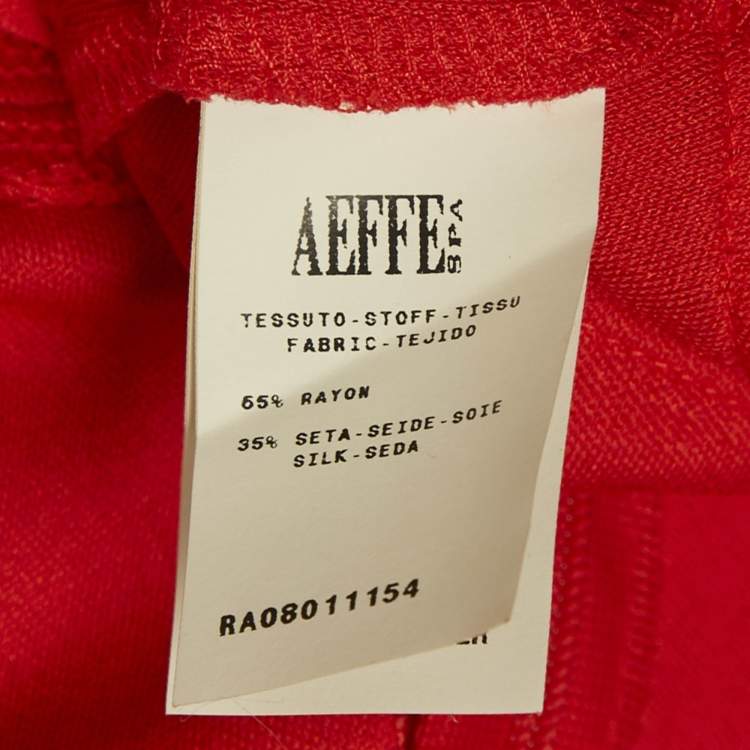 AEFFE SPA
TESSUTO-STOFF-TISSU
FABRIC-TEJIDO
65% RAYON
35% SETA-SEIDE-SOIE
SILK-SEDA
RA08011154